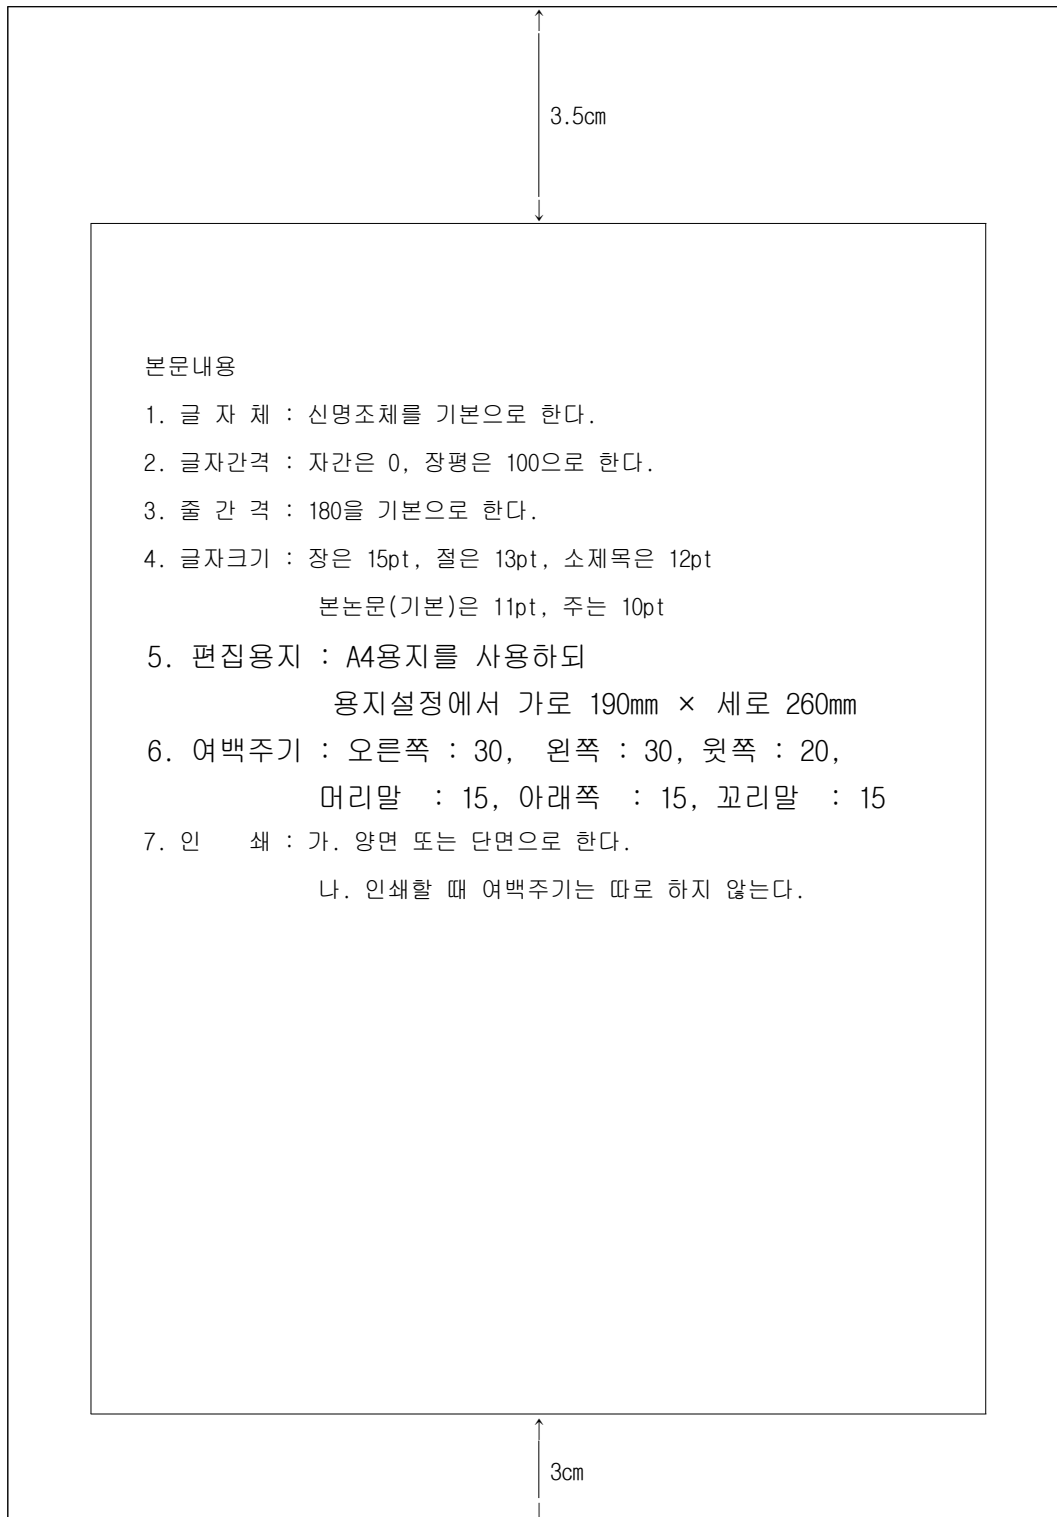 3.5cm
본문내용
1. 글 자 체 : 신명조체를 기본으로 한다.
2. 글자간격 : 자간은 0, 장평은 100으로 한다.
3. 줄 간 격 : 180을 기본으로 한다.
4. 글자크기 : 장은 15pt, 절은 13pt, 소제목은 12pt
본논문(기본)은 11pt, 주는 10pt
5. 편집용지 : A4용지를 사용하되
용지설정에서 가로 190mm × 세로 260mm
6. 여백주기 : 오른쪽 : 30, 왼쪽 : 30, 윗쪽 : 20,
머리말 : 15, 아래쪽 : 15, 꼬리말 : 15
7. 인 쇄 : 가. 양면 또는 단면으로 한다.
나. 인쇄할 때 여백주기는 따로 하지 않는다.
3cm